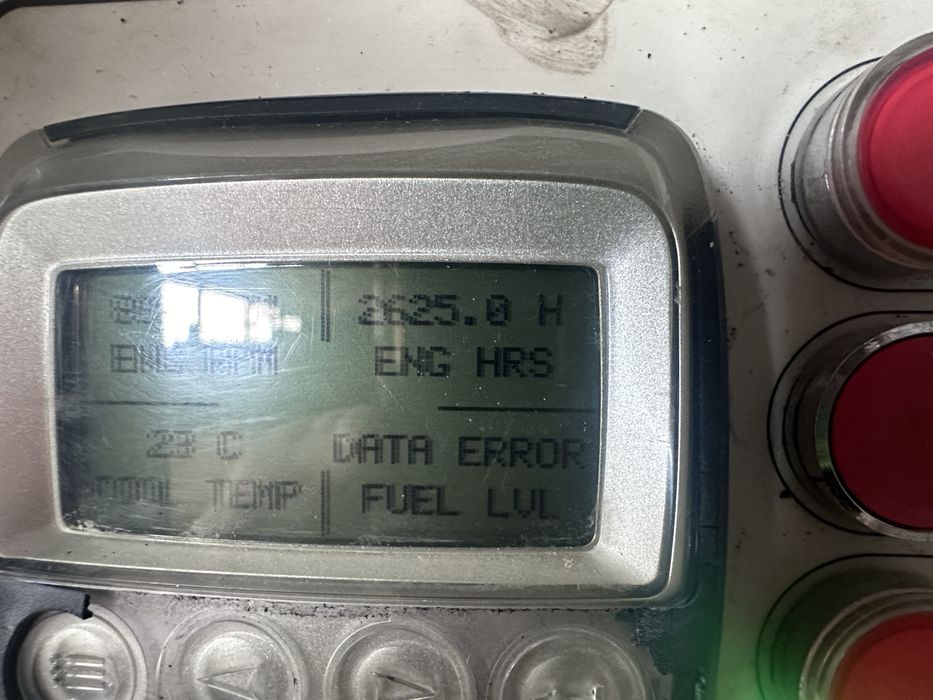 2625.0 H
ENG RPM
ENG HRS
23 C
DATA ERROR
COOL TEMP
FUEL LVL